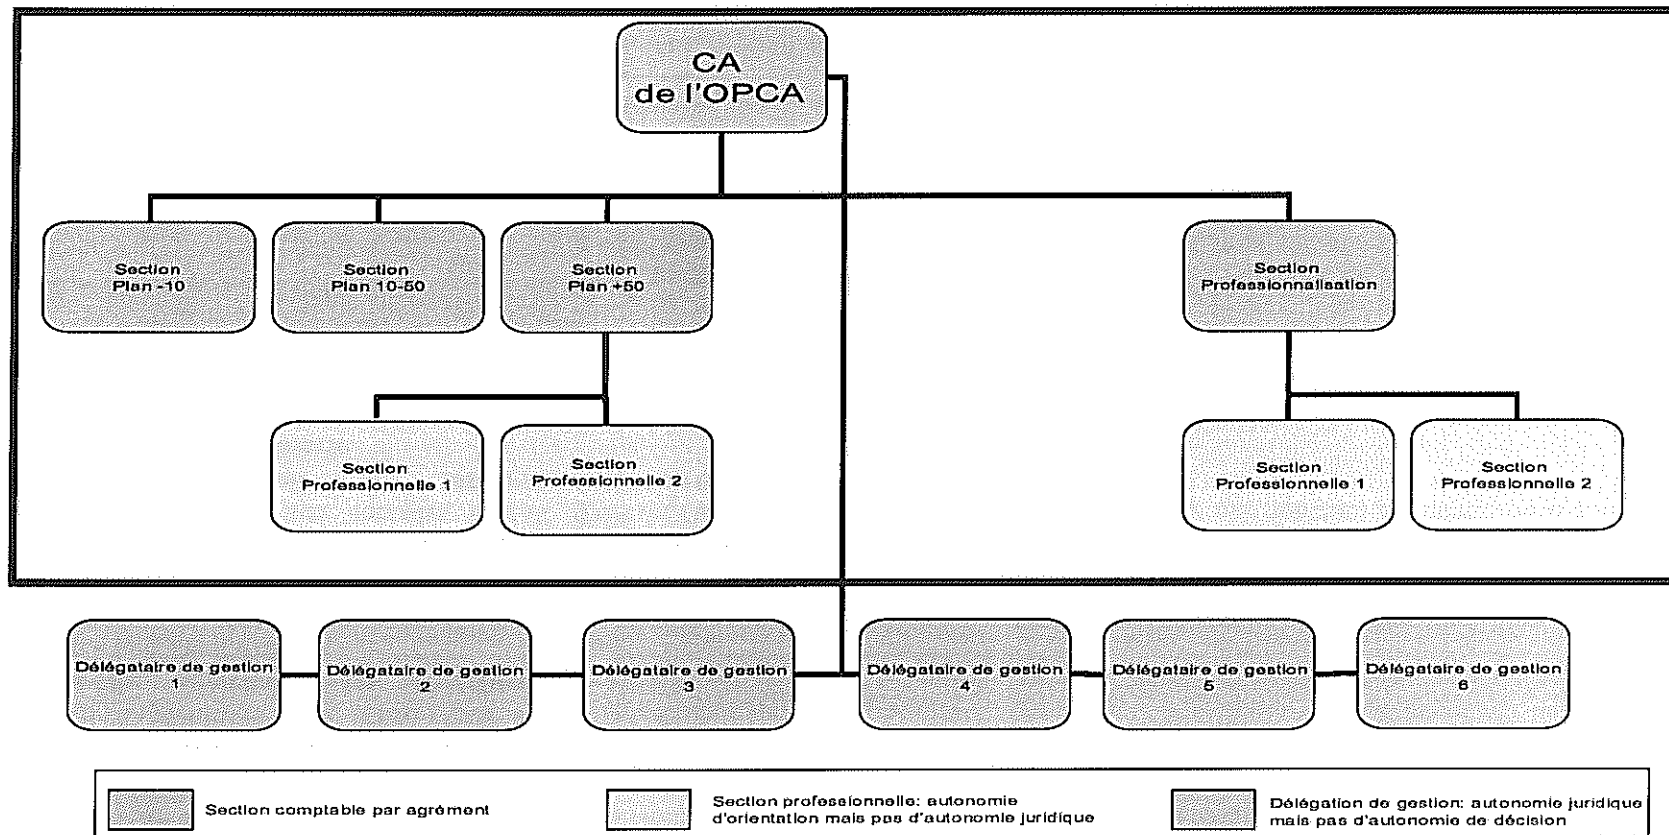 CA
de l'OPCA
Section
Plan -10
Section
Plan 10-50
Section
Plan +50
Section
Professionnalisation
Section
Professionnelle 1
Section
Professionnelle 2
Section
Professionnelle 1
Section
Professionnelle 2
Délégataire de gestion
1
Délégataire de gestion
2
Délégataire de gestion
3
Délégataire de gestion
4
Délégataire de gestion
5
Délégataire de gestion
6
Section comptable par agrément
Section professionnelle: autonomie
d'orientation mais pas d'autonomie juridique
Délégation de gestion: autonomie juridique
mais pas d'autonomie de décision